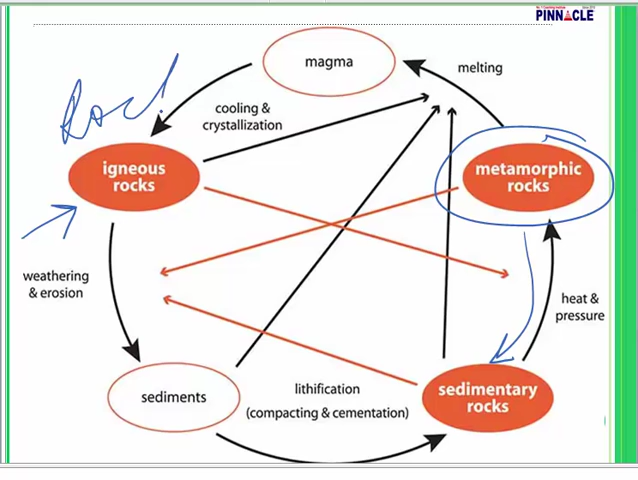 PINNACLE
magma
melting
cooling &
crystallization
igneous
rocks
metamorphic
rocks
weathering
& erosion
heat &
pressure
sediments
lithification
(compacting & cementation)
sedimentary
rocks